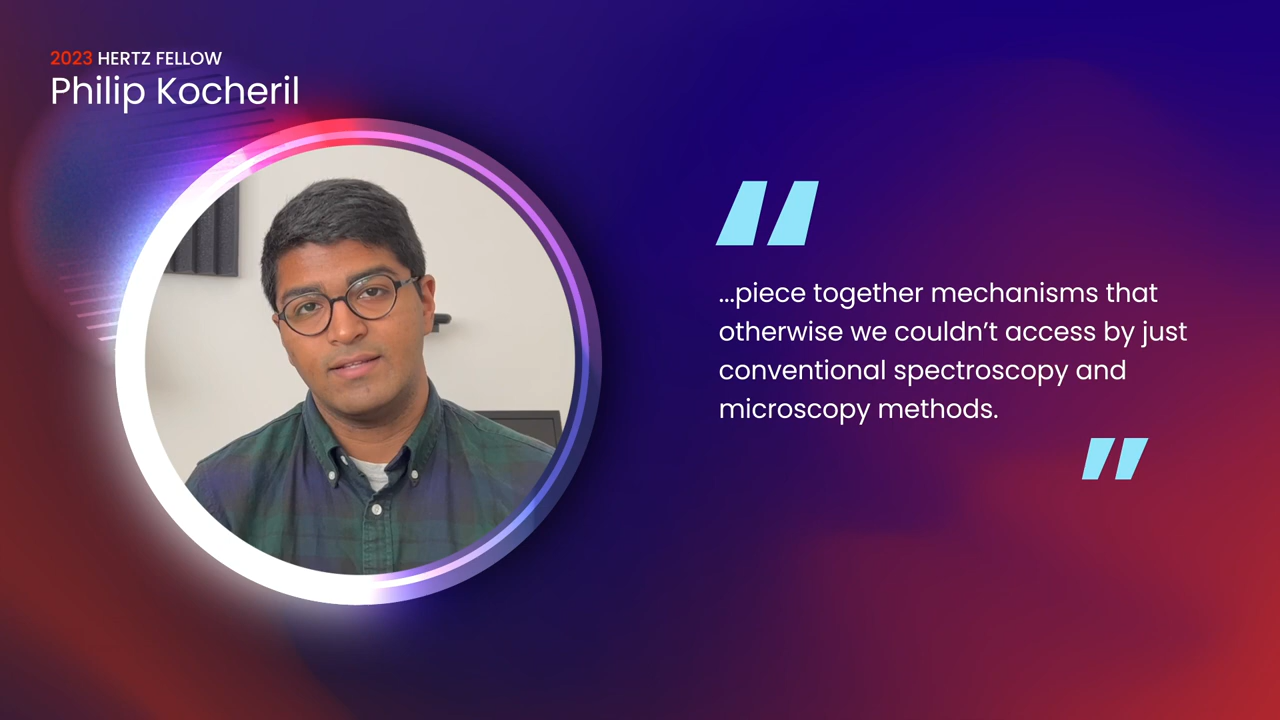 2023 HERTZ FELLOW
Philip Kocheril
“
...piece together mechanisms that
otherwise we couldn’t access by just
conventional spectroscopy and
microscopy methods.
”